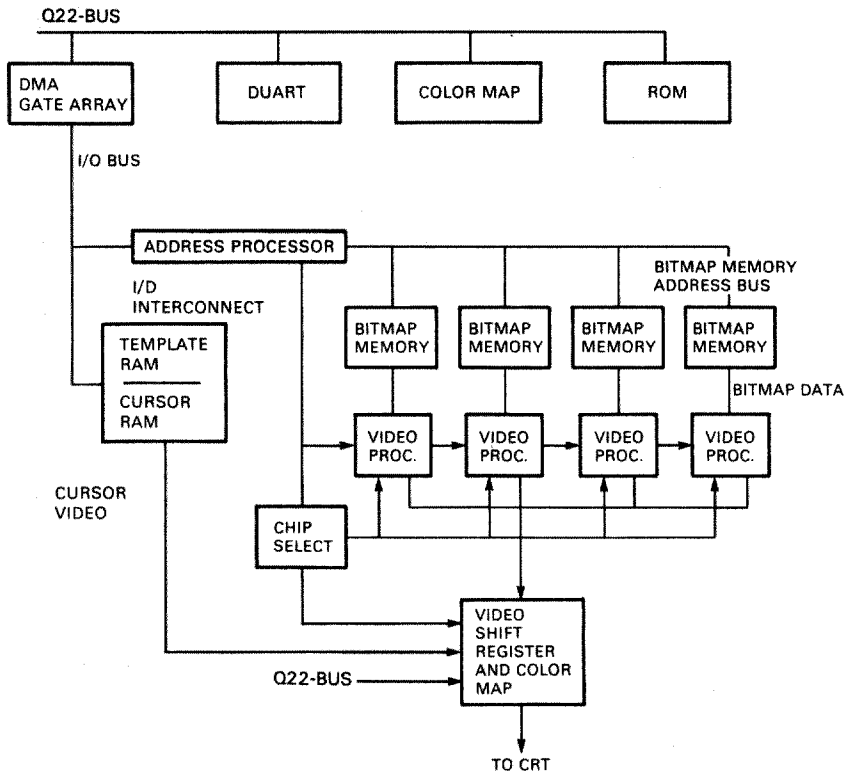 Q22-BUS
DMA
GATE ARRAY
DUART
COLOR MAP
ROM
I/O BUS
ADDRESS PROCESSOR
BITMAP MEMORY
ADDRESS BUS
I/D
INTERCONNECT
TEMPLATE
RAM
CURSOR
RAM
BITMAP
MEMORY
BITMAP
MEMORY
BITMAP
MEMORY
BITMAP
MEMORY
BITMAP DATA
VIDEO
PROC.
VIDEO
PROC.
VIDEO
PROC.
VIDEO
PROC.
CURSOR
VIDEO
CHIP
SELECT
VIDEO
SHIFT
REGISTER
AND COLOR
MAP
Q22-BUS
TO CRT